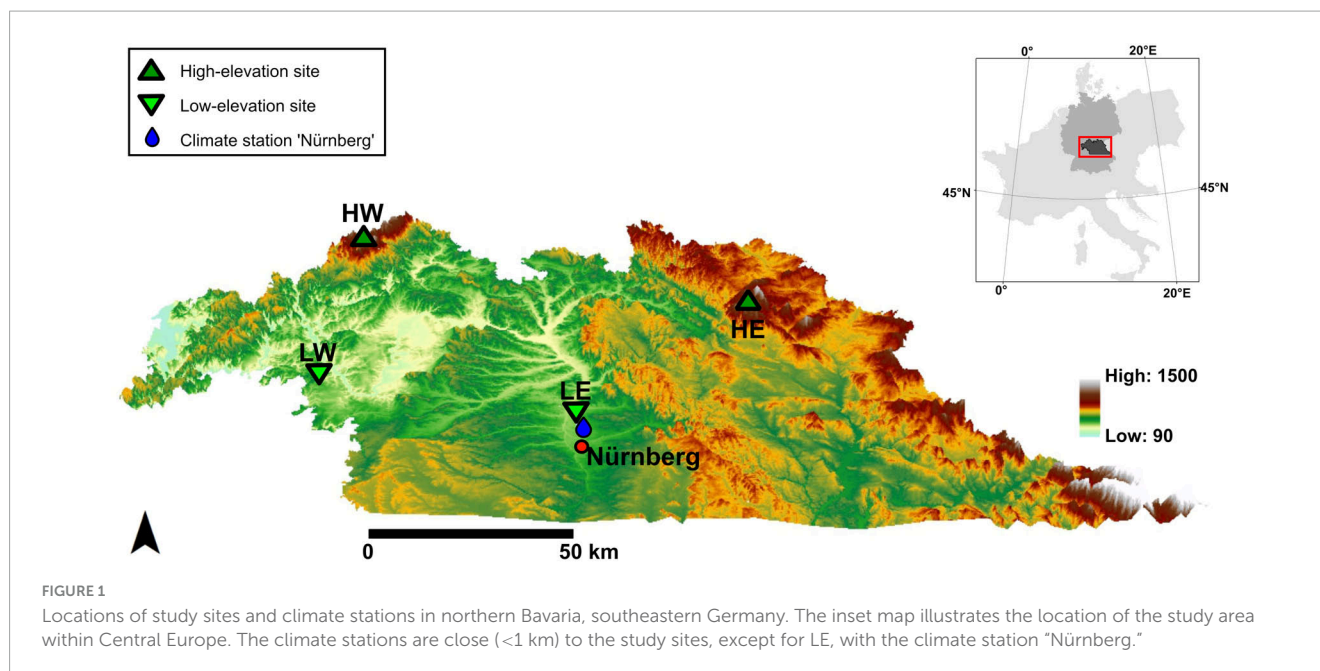 High-elevation site
Low-elevation site
Climate station 'Nürnberg'
0°
20°E
45°N
45°N
0°
20°E
HW
HE
LW
LE
Nürnberg
High: 1500
Low: 90
0
50 km
FIGURE 1
Locations of study sites and climate stations in northern Bavaria, southeastern Germany. The inset map illustrates the location of the study area
within Central Europe. The climate stations are close (<1 km) to the study sites, except for LE, with the climate station “Nürnberg.”